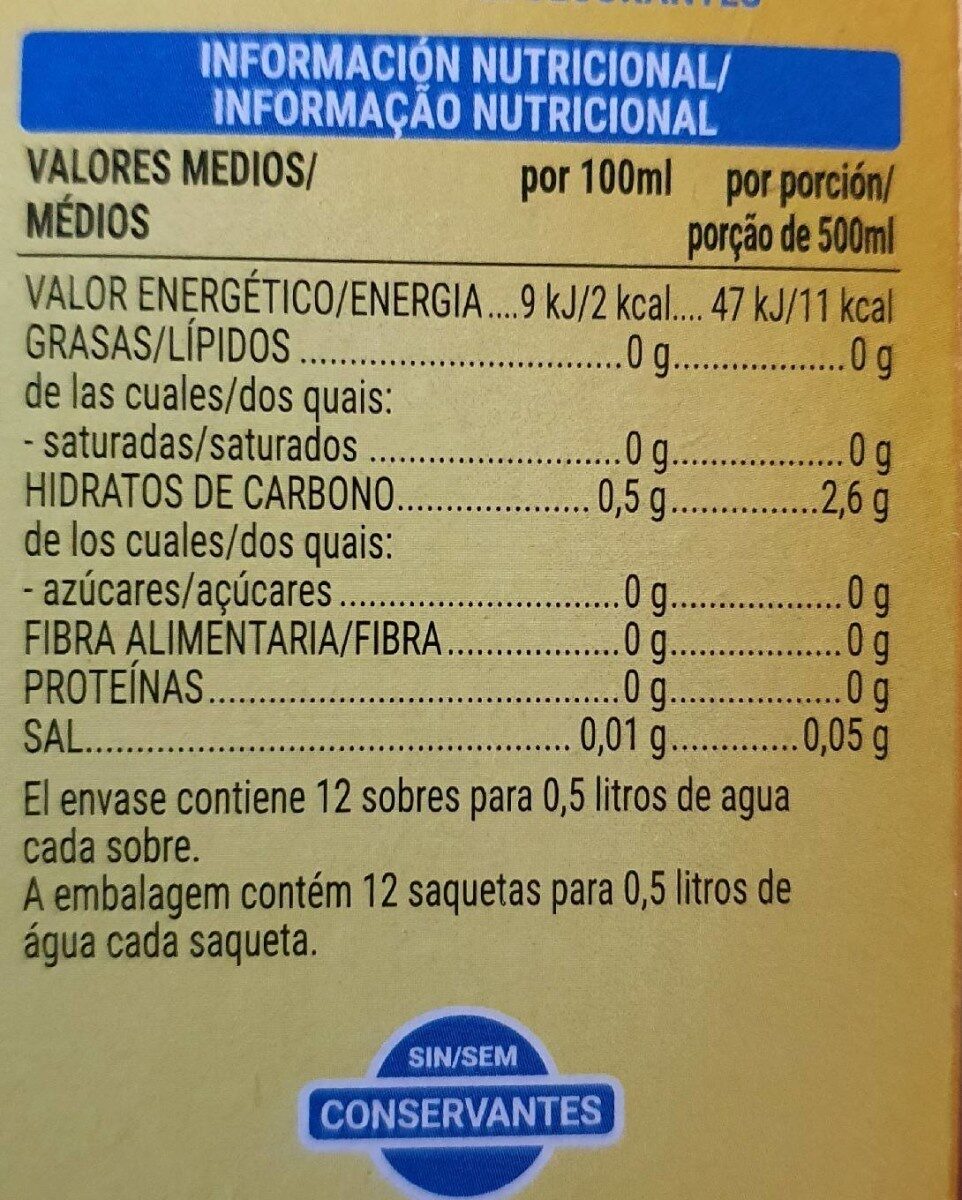 INFORMACIÓN NUTRICIONAL/
INFORMAÇÃO NUTRICIONAL
VALORES MEDIOS/ por 100ml por porción/
MÉDIOS porção de 500ml
VALOR ENERGÉTICO/ENERGIA....9 kJ/2 kcal.... 47 kJ/11 kcal
GRASAS/LÍPIDOS ..............................0 g..................0 g
de las cuales/dos quais:
- saturadas/saturados .......................0 g..................0 g
HIDRATOS DE CARBONO.................... 0,5 g................2,6 g
de los cuales/dos quais:
- azúcares/açúcares ..........................0 g..................0 g
FIBRA ALIMENTARIA/FIBRA................0 g..................0 g
PROTEÍNAS......................................0 g..................0 g
SAL............................................... 0,01 g..............0,05 g
El envase contiene 12 sobres para 0,5 litros de agua
cada sobre.
A embalagem contém 12 saquetas para 0,5 litros de
água cada saqueta.
SIN/SEM
CONSERVANTES